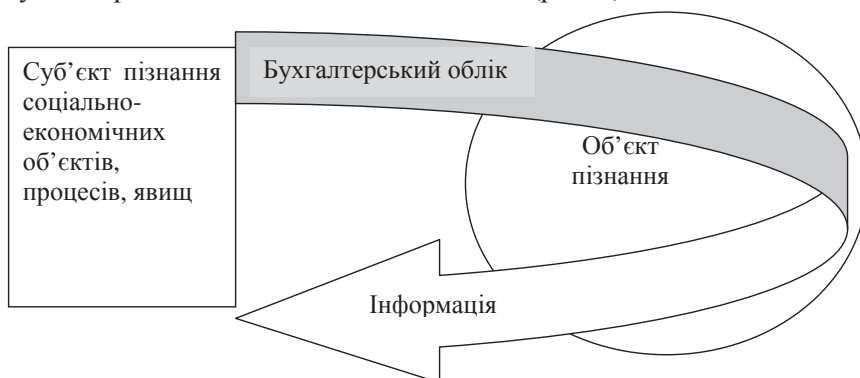 Суб’єкт пізнання
соціально-
економічних
об’єктів,
процесів, явищ
Бухгалтерський облік
Об’єкт
пізнання
Інформація